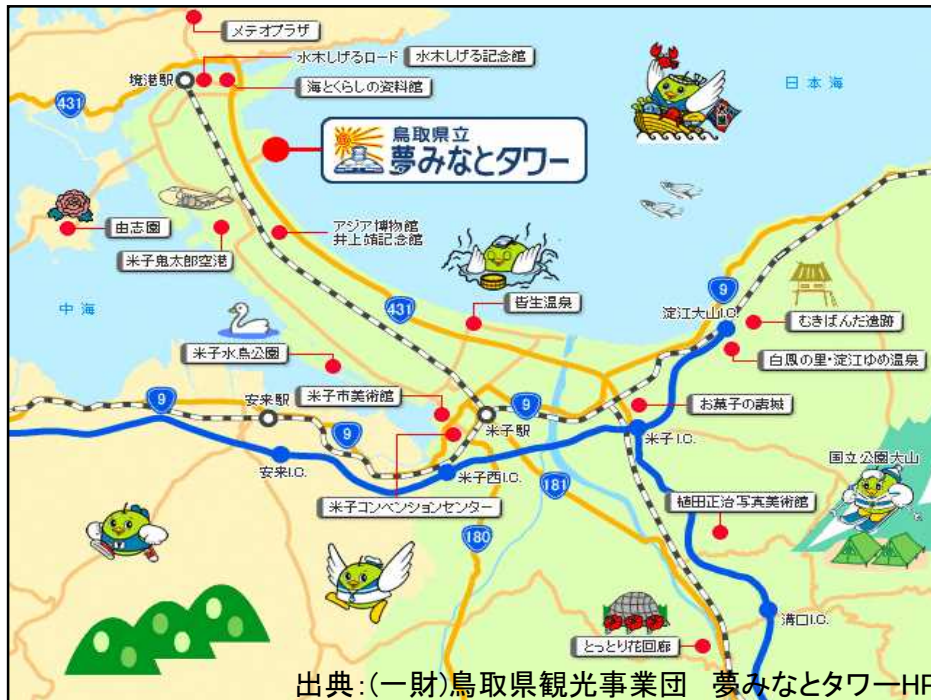 メテオプラザ
水木しげるロード 水木しげる記念館
境港駅
海とくらしの資料館
日本海
431
鳥取県立
夢みなとタワー
由志園
アジア博物館
井上靖記念館
米子鬼太郎空港
中海
431
皆生温泉
9
淀江大山I.C.
むきばんだ遺跡
白鳳の里・淀江ゆめ温泉
米子水鳥公園
安来駅
9
米子市美術館
9
米子駅
9
お菓子の壽城
米子I.C.
安来I.C.
米子西I.C.
国立公園大山
181
米子コンベンションセンター
植田正治写真美術館
180
とっとり花回廊
溝口I.C.
出典:(一財)鳥取県観光事業団 夢みなとタワーHP